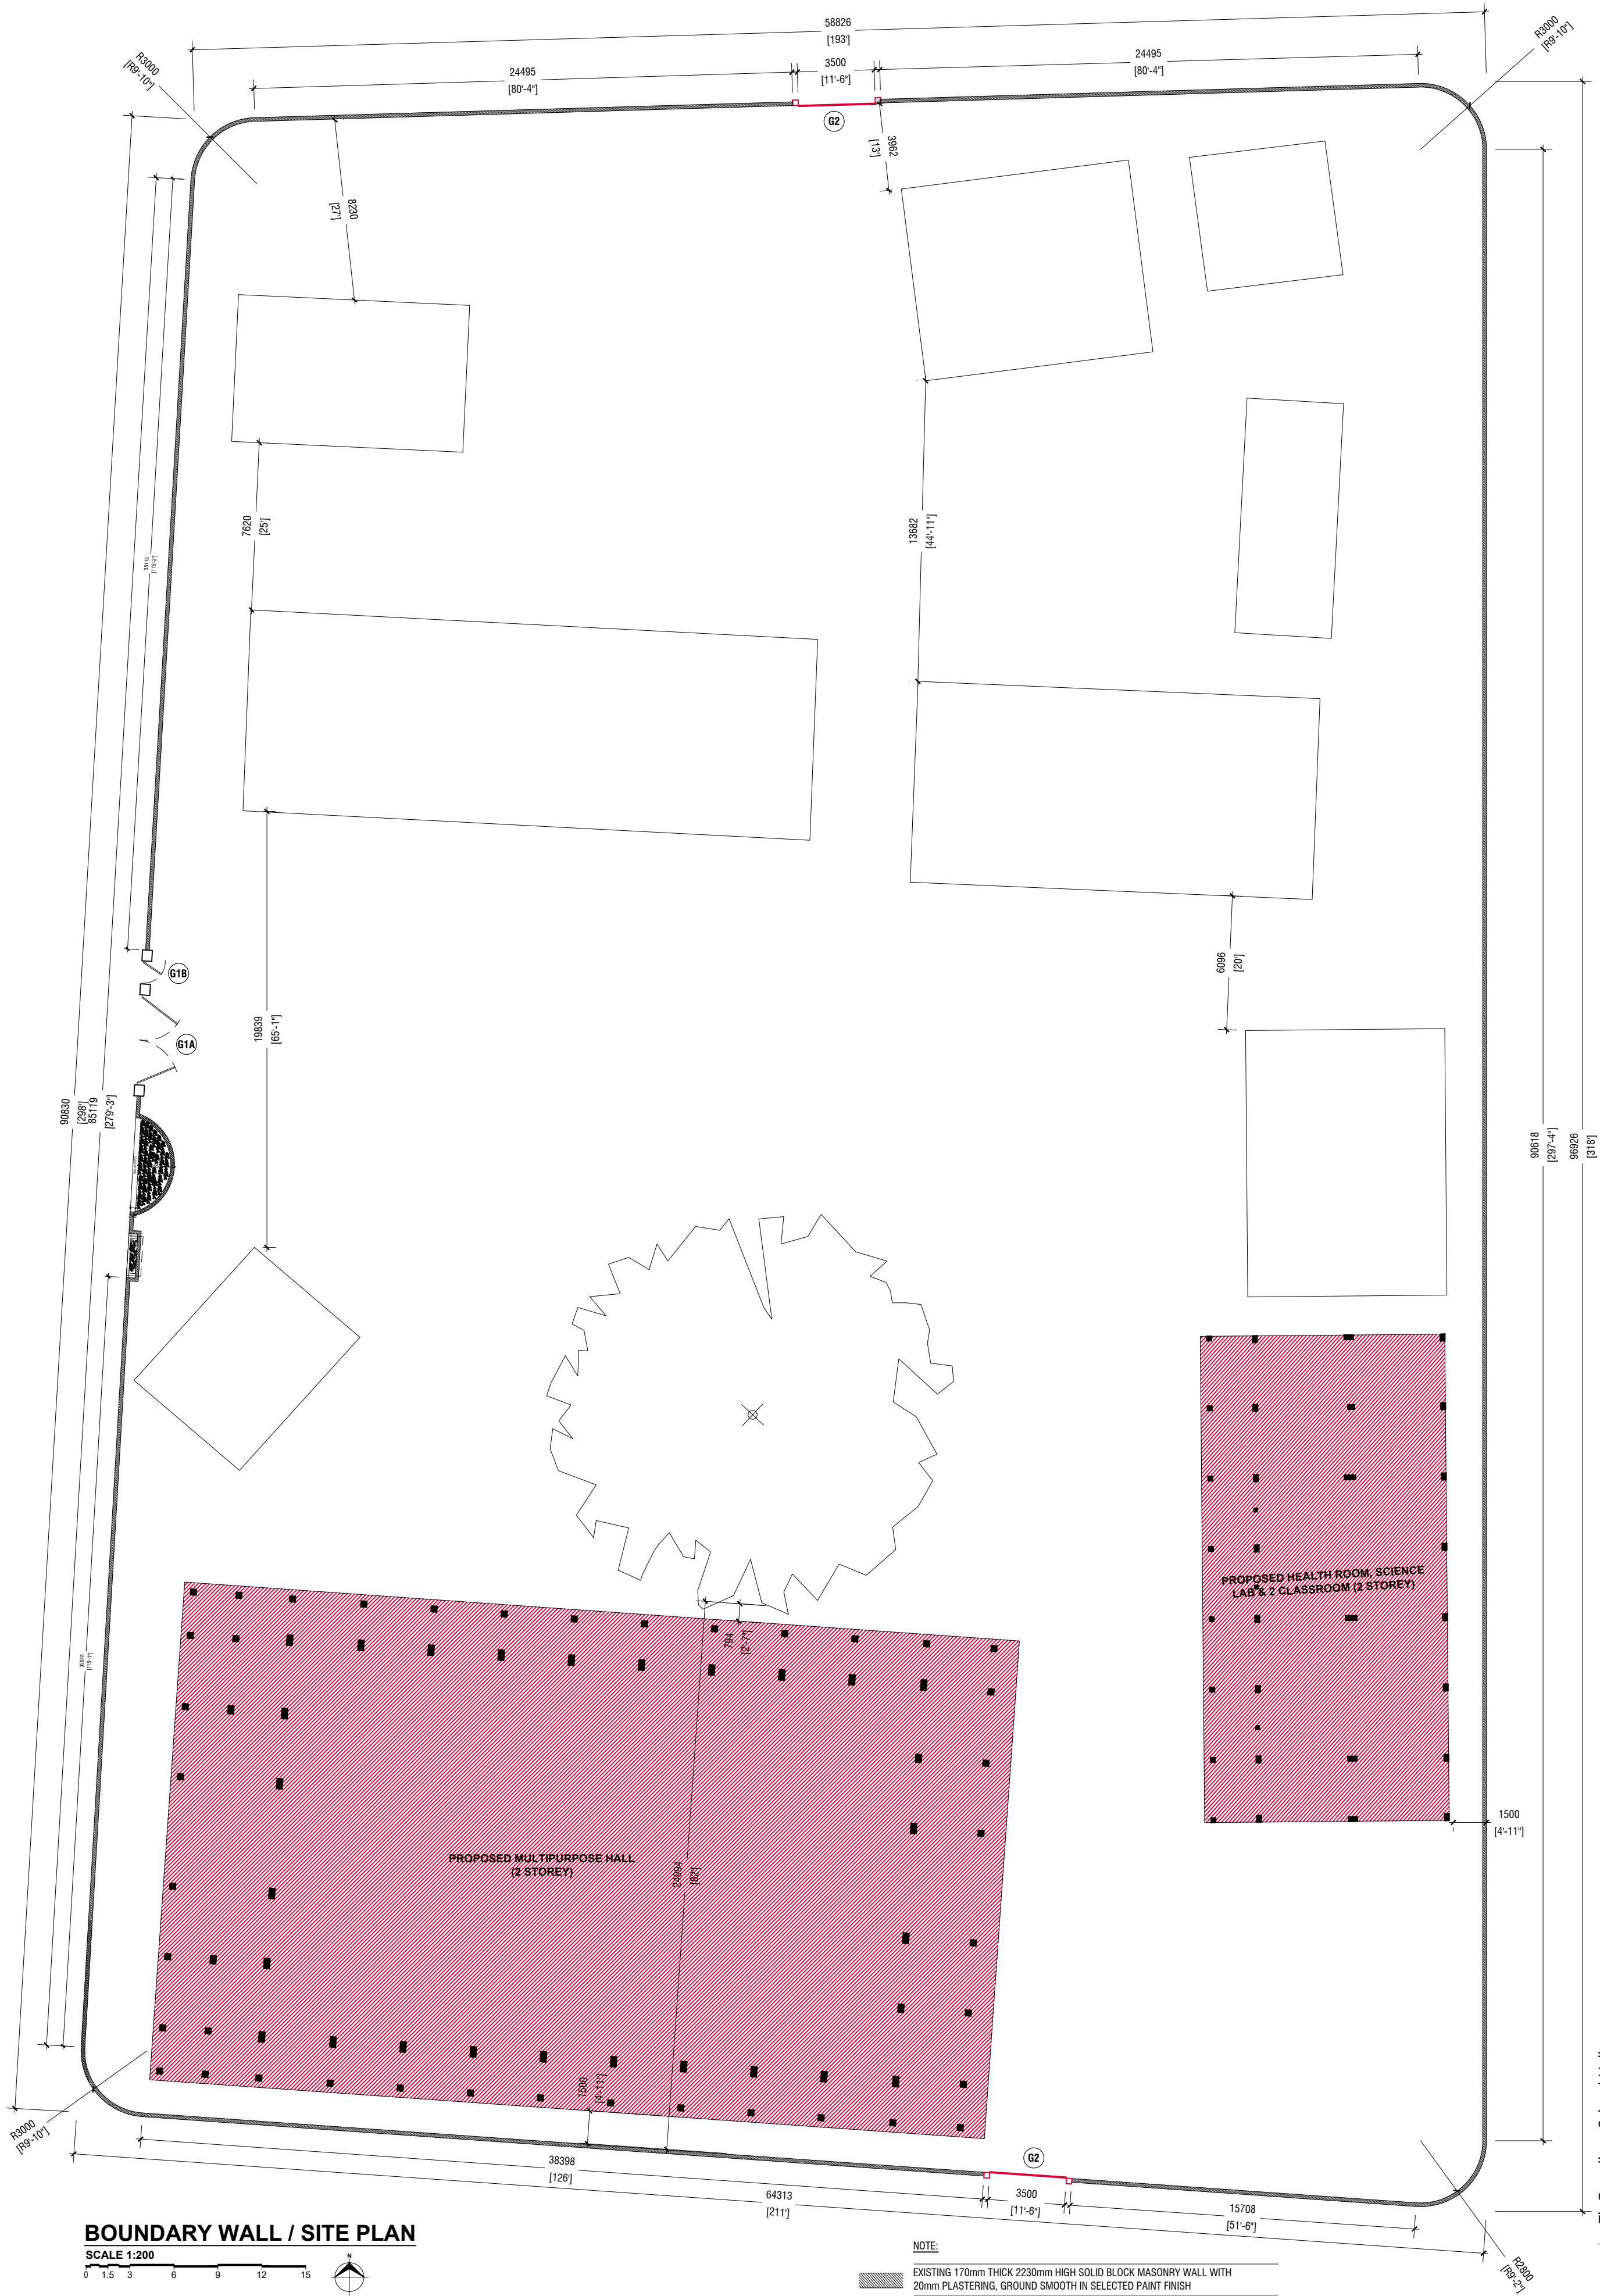 58826
[193']
R3000
[R9'-10"]
R3000
[R9'-10"]
24495
[80'-4"]
3500
[11'-6"]
24495
[80'-4"]
G2
3962
[13']
8230
[27']
7620
[25']
13682
[44'-11"]
G1B
G1A
6096
[20']
19839
[65'-1"]
90830
[298']
85119
[279'-3"]
90618
[297'-4"]
96926
[318']
PROPOSED HEALTH ROOM, SCIENCE
LAB & 2 CLASSROOM (2 STOREY)
794
[2'-7"]
1500
[4'-11"]
PROPOSED MULTIPURPOSE HALL
(2 STOREY)
24994
[82']
1500
[4'-11"]
R3000
[R9'-10"]
38398
[126']
G2
64313
[211']
3500
[11'-6"]
15708
[51'-6"]
R2800
[R9'-2"]
BOUNDARY WALL / SITE PLAN
SCALE 1:200
0 1.5 3 6 9 12 15
N
NOTE:
EXISTING 170mm THICK 2230mm HIGH SOLID BLOCK MASONRY WALL WITH
20mm PLASTERING, GROUND SMOOTH IN SELECTED PAINT FINISH